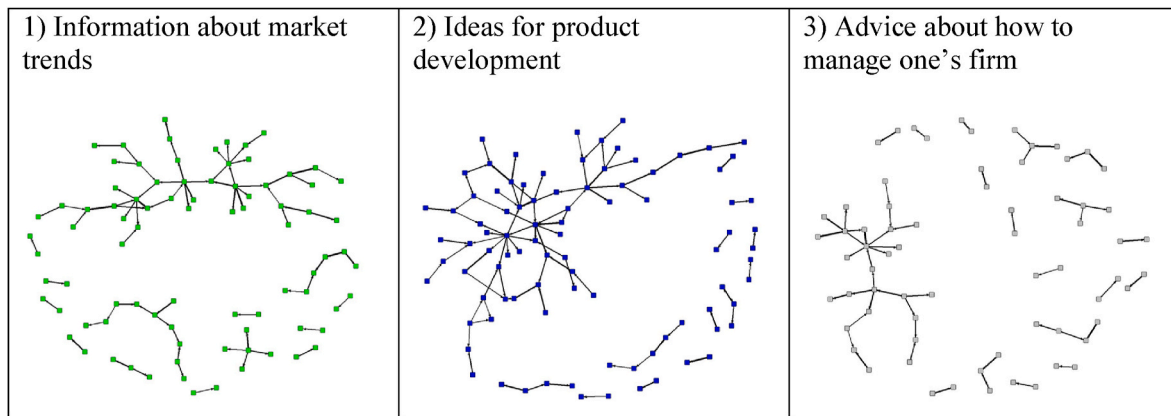 1) Information about market
trends
2) Ideas for product
development
3) Advice about how to
manage one’s firm